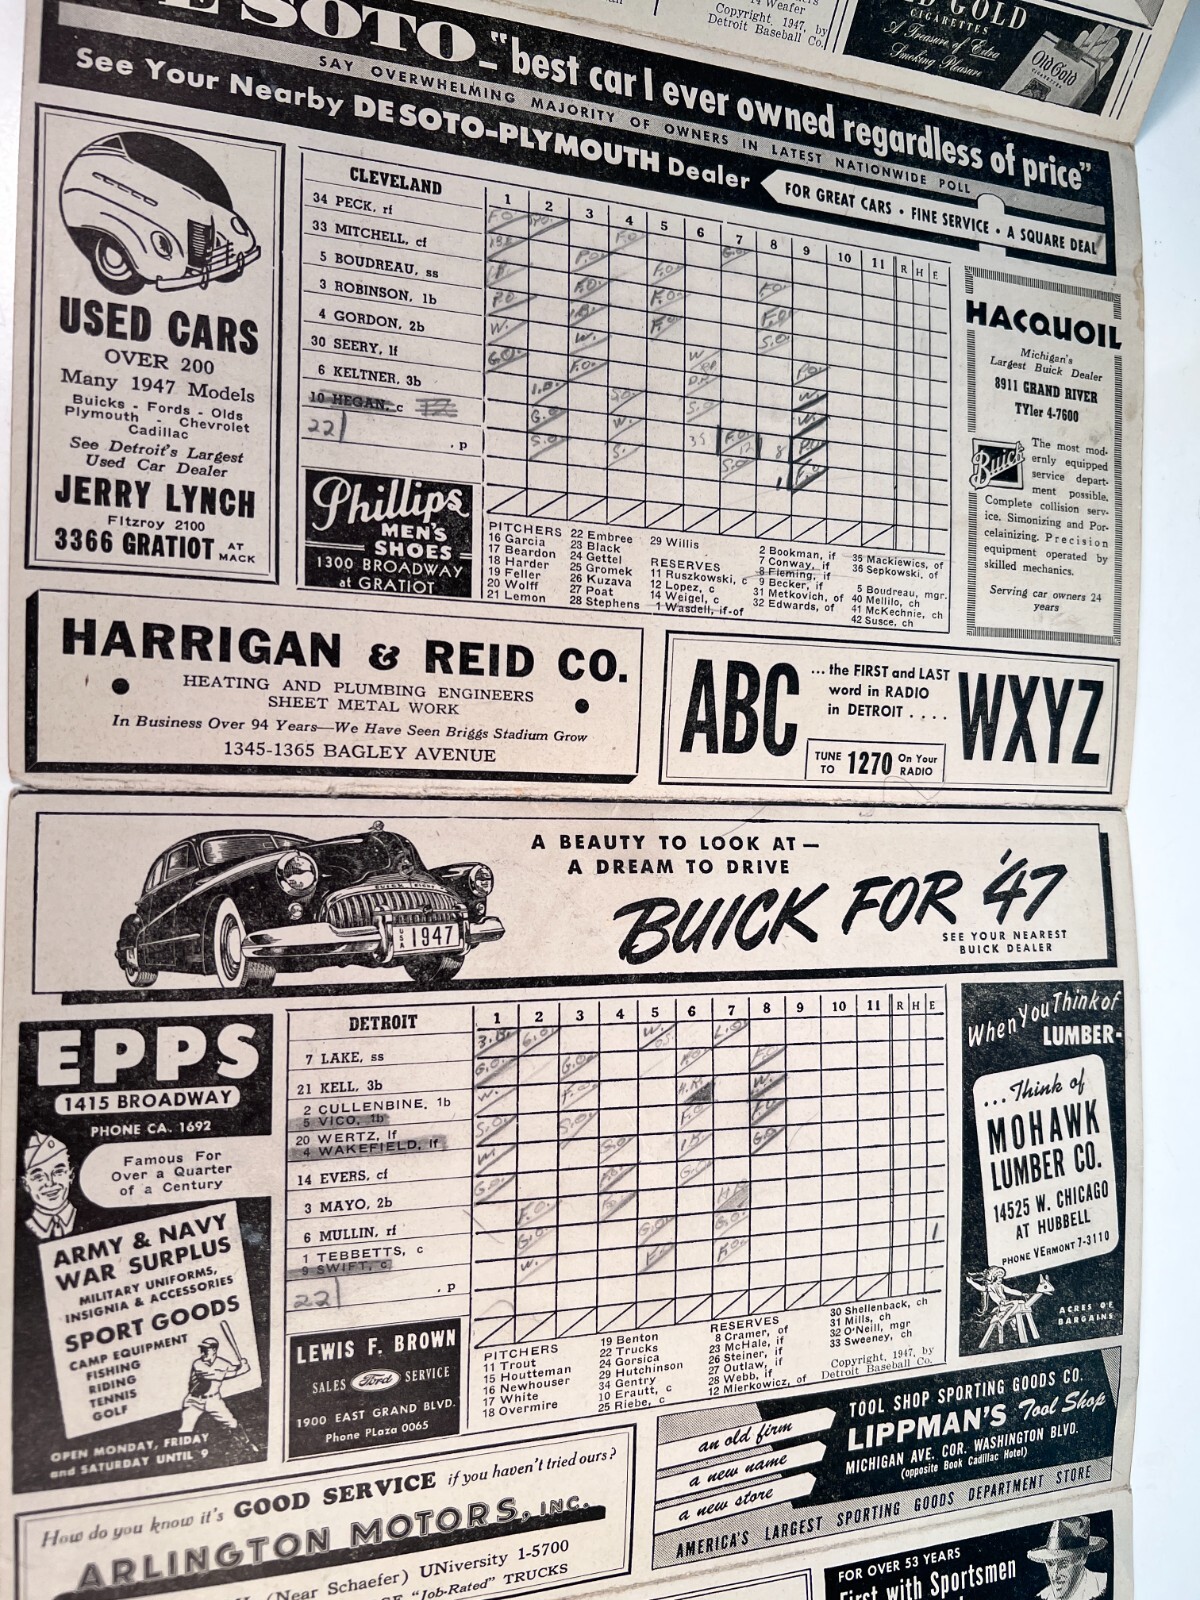 Weafer
Copyright, 1947, by
Detroit Baseball Co.
GOLD
CIGARETTES
A Treasure of Extra
Smoking Pleasure
Old Gold
CIGARETTES
SOTO - "best car I ever owned regardless of price"
SAY OVERWHELMING MAJORITY OF OWNERS IN LATEST NATIONWIDE POLL
See Your Nearby DE SOTO-PLYMOUTH Dealer
FOR GREAT CARS • FINE SERVICE • A SQUARE DEAL
USED CARS
OVER 200
Many 1947 Models
Buicks - Fords - Olds
Plymouth - Chevrolet
Cadillac
See Detroit's Largest
Used Car Dealer
JERRY LYNCH
FItzroy 2100
3366 GRATIOT AT MACK
CLEVELAND 1 2 3 4 5 6 7 8 9 10 11 R H E
34 PECK, rf
33 MITCHELL, cf
5 BOUDREAU, ss
3 ROBINSON, 1b
4 GORDON, 2b
30 SEERY, lf
6 KELTNER, 3b
10 HEGAN, c 12
22 , p
Phillips
MEN'S
SHOES
1300 BROADWAY
at GRATIOT
PITCHERS
16 Garcia
17 Beardon
18 Harder
19 Feller
20 Wolff
21 Lemon
22 Embree
23 Black
24 Gettel
25 Gromek
26 Kuzava
27 Poat
28 Stephens
29 Willis
RESERVES
11 Ruszkowski, c
12 Lopez, c
14 Weigel, c
1 Wasdell, if-of
2 Bookman, if
7 Conway, if
8 Fleming, if
9 Becker, if
31 Metkovich, of
32 Edwards, of
35 Mackiewics, of
36 Sepkowski, of
5 Boudreau, mgr.
40 Mellilo, ch
41 McKechnie, ch
42 Susce, ch
HACQUOIL
Michigan's
Largest Buick Dealer
8911 GRAND RIVER
TYler 4-7600
Buick
The most mod-
ernly equipped
service depart-
ment possible.
Complete collision serv-
ice, Simonizing and Por-
celainizing. Precision
equipment operated by
skilled mechanics.
Serving car owners 24
years
HARRIGAN & REID CO.
HEATING AND PLUMBING ENGINEERS
SHEET METAL WORK
In Business Over 94 Years—We Have Seen Briggs Stadium Grow
1345-1365 BAGLEY AVENUE
ABC
...the FIRST and LAST
word in RADIO
in DETROIT ....
WXYZ
TUNE TO 1270 On Your RADIO
A BEAUTY TO LOOK AT —
A DREAM TO DRIVE
BUICK FOR '47
SEE YOUR NEAREST
BUICK DEALER
USA 1947
EPPS
1415 BROADWAY
PHONE CA. 1692
Famous For
Over a Quarter
of a Century
ARMY & NAVY
WAR SURPLUS
MILITARY UNIFORMS,
INSIGNIA & ACCESSORIES
SPORT GOODS
CAMP EQUIPMENT
FISHING
RIDING
TENNIS
GOLF
OPEN MONDAY, FRIDAY
and SATURDAY UNTIL 9
DETROIT 1 2 3 4 5 6 7 8 9 10 11 R H E
7 LAKE, ss
21 KELL, 3b
2 CULLENBINE, 1b
5 VICO, 1b
20 WERTZ, lf
4 WAKEFIELD, lf
14 EVERS, cf
3 MAYO, 2b
6 MULLIN, rf
1 TEBBETTS, c
9 SWIFT, c
22 , p
LEWIS F. BROWN
SALES Ford SERVICE
1900 EAST GRAND BLVD.
Phone Plaza 0065
PITCHERS
11 Trout
15 Houtteman
16 Newhouser
17 White
18 Overmire
19 Benton
22 Trucks
24 Gorsica
29 Hutchinson
34 Gentry
10 Erautt, c
25 Riebe, c
RESERVES
8 Cramer, of
23 McHale, if
26 Steiner, if
27 Outlaw, if
28 Webb, if
12 Mierkowicz, of
30 Shellenback, ch
31 Mills, ch
32 O'Neill, mgr
33 Sweeney, ch
Copyright, 1947, by
Detroit Baseball Co.
When You Think of
LUMBER-
...Think of
MOHAWK
LUMBER CO.
14525 W. CHICAGO
AT HUBBELL
PHONE VErmont 7-3110
ACRES OF
BARGAINS
How do you know it's GOOD SERVICE if you haven't tried ours?
ARLINGTON MOTORS, INC.
(Near Schaefer) UNiversity 1-5700
"Job-Rated" TRUCKS
an old firm
a new name
a new store
TOOL SHOP SPORTING GOODS CO.
LIPPMAN'S Tool Shop
MICHIGAN AVE. COR. WASHINGTON BLVD.
(opposite Book Cadillac Hotel)
AMERICA'S LARGEST SPORTING GOODS DEPARTMENT STORE
FOR OVER 53 YEARS
First with Sportsmen